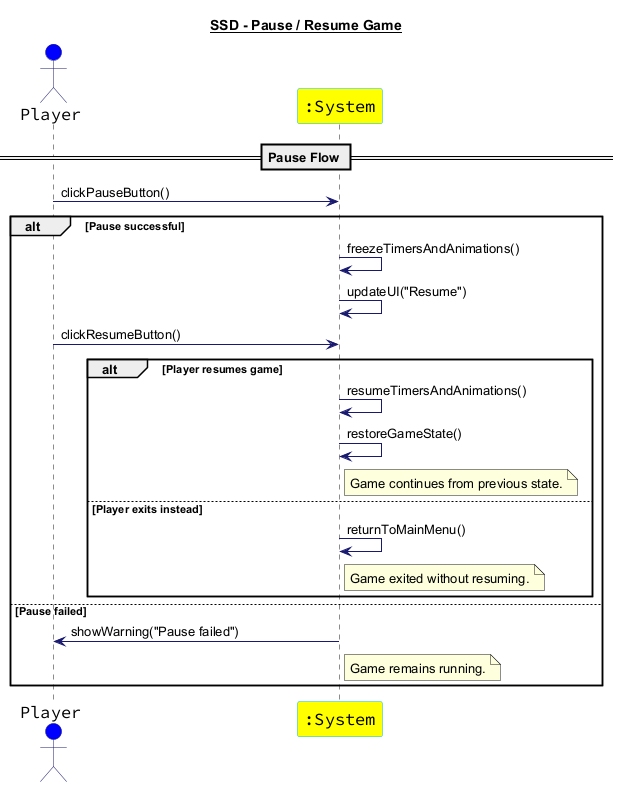 SSD - Pause / Resume Game
Player
:System
Pause Flow
clickPauseButton()
alt [Pause successful]
freezeTimersAndAnimations()
updateUI("Resume")
clickResumeButton()
alt [Player resumes game]
resumeTimersAndAnimations()
restoreGameState()
Game continues from previous state.
[Player exits instead]
returnToMainMenu()
Game exited without resuming.
[Pause failed]
showWarning("Pause failed")
Game remains running.
Player
:System